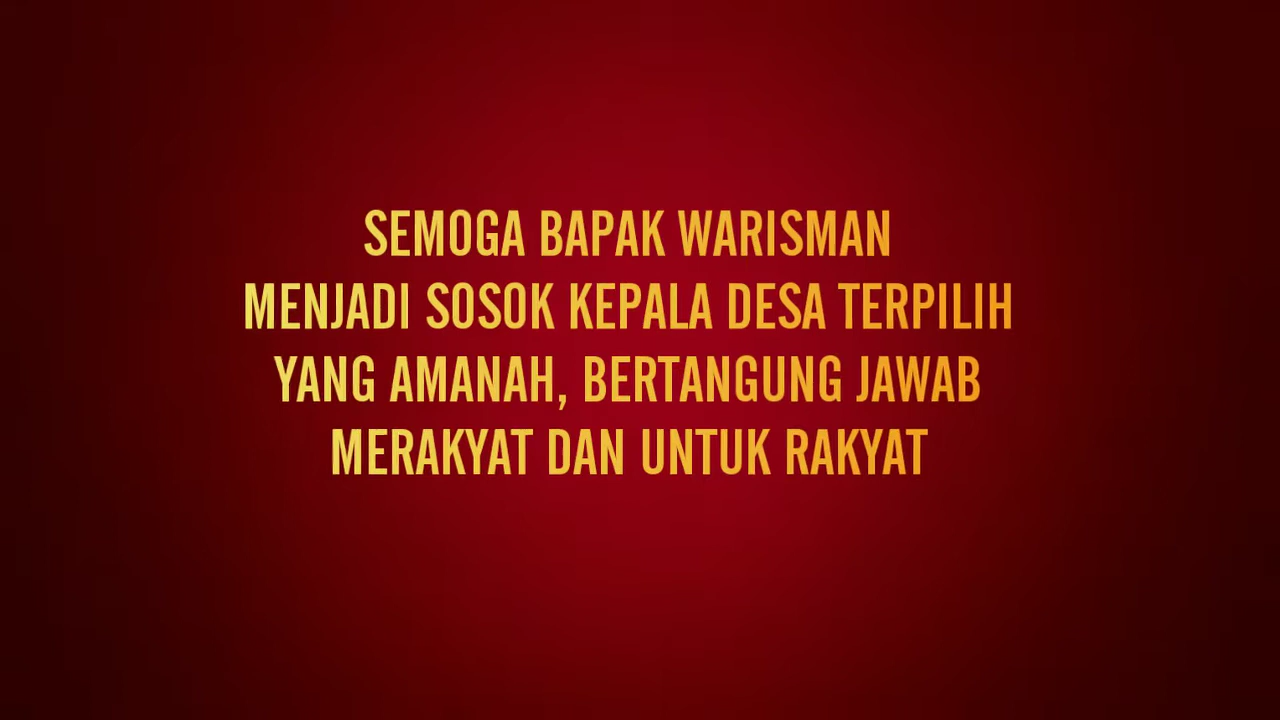 SEMOGA BAPAK WARISMAN
MENJADI SOSOK KEPALA DESA TERPILIH
YANG AMANAH, BERTANGUNG JAWAB
MERAKYAT DAN UNTUK RAKYAT